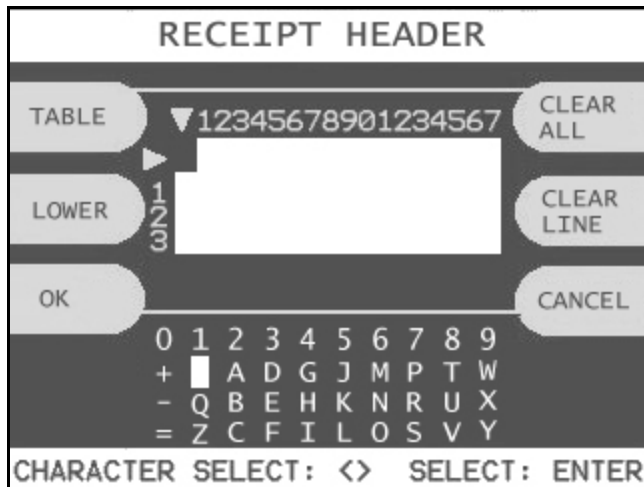 RECEIPT HEADER
TABLE
CLEAR ALL
12345678901234567
LOWER
1
2
3
CLEAR LINE
OK
CANCEL
0 1 2 3 4 5 6 7 8 9
+ A D G J M P T W
- Q B E H K N R U X
= Z C F I L O S V Y
CHARACTER SELECT: <> SELECT: ENTER